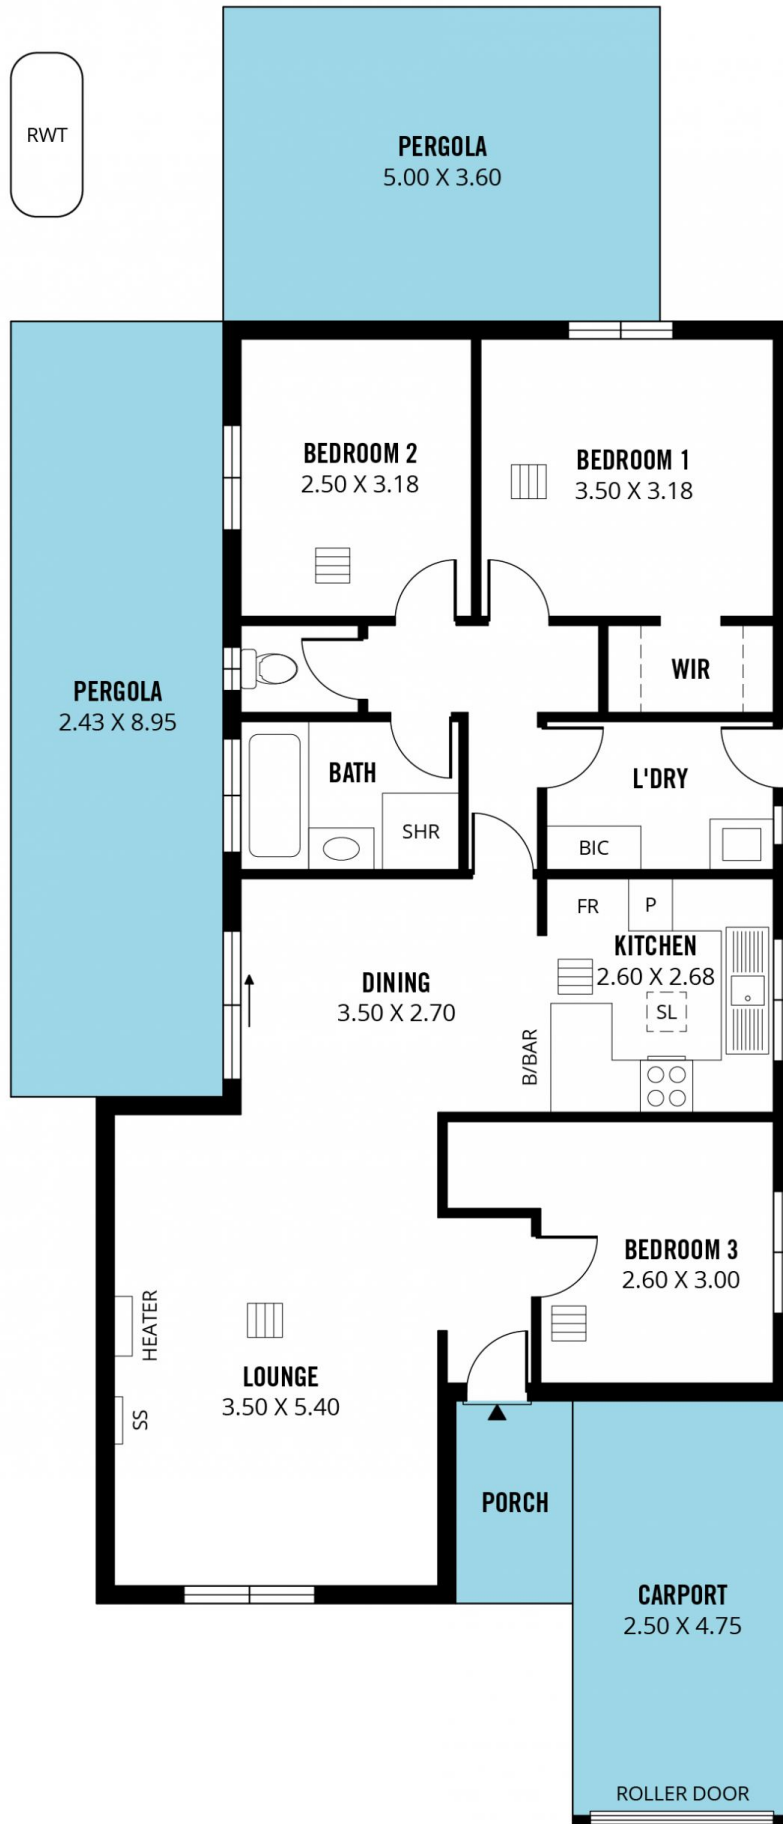 RWT
PERGOLA
5.00 X 3.60
BEDROOM 2
2.50 X 3.18
BEDROOM 1
3.50 X 3.18
PERGOLA
2.43 X 8.95
WIR
BATH
SHR
L'DRY
BIC
FR
P
KITCHEN
2.60 X 2.68
SL
B/BAR
DINING
3.50 X 2.70
BEDROOM 3
2.60 X 3.00
HEATER
SS
LOUNGE
3.50 X 5.40
PORCH
CARPORT
2.50 X 4.75
ROLLER DOOR